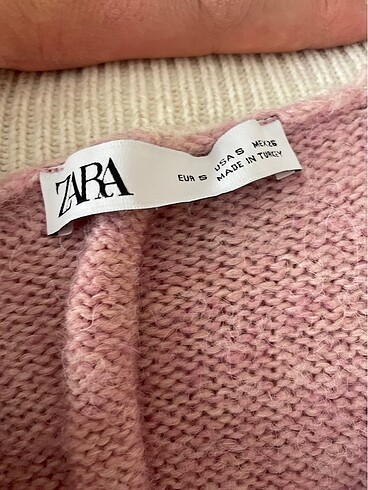 ZARA
EUR S USA S MEX 26
MADE IN TURKEY